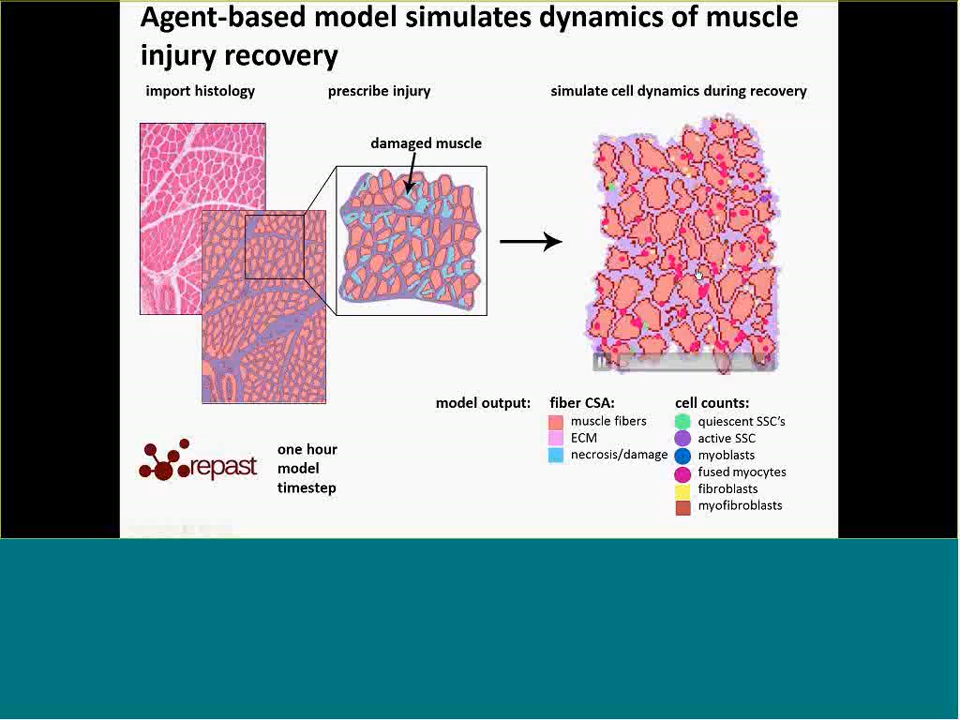 Agent-based model simulates dynamics of muscle
injury recovery
import histology
prescribe injury
simulate cell dynamics during recovery
damaged muscle
model output:
fiber CSA:
muscle fibers
ECM
necrosis/damage
cell counts:
quiescent SSC's
active SSC
myoblasts
fused myocytes
fibroblasts
myofibroblasts
repast
one hour
model
timestep